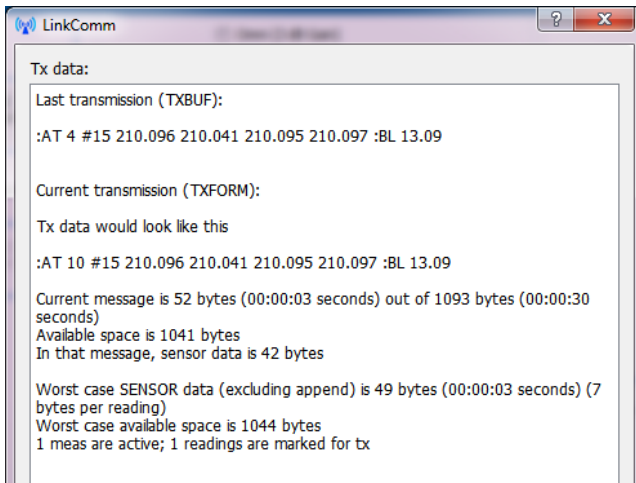 LinkComm
Tx data:
Last transmission (TXBUF):
:AT 4 #15 210.096 210.041 210.095 210.097 :BL 13.09
Current transmission (TXFORM):
Tx data would look like this
:AT 10 #15 210.096 210.041 210.095 210.097 :BL 13.09
Current message is 52 bytes (00:00:03 seconds) out of 1093 bytes (00:00:30
seconds)
Available space is 1041 bytes
In that message, sensor data is 42 bytes
Worst case SENSOR data (excluding append) is 49 bytes (00:00:03 seconds) (7
bytes per reading)
Worst case available space is 1044 bytes
1 meas are active; 1 readings are marked for tx